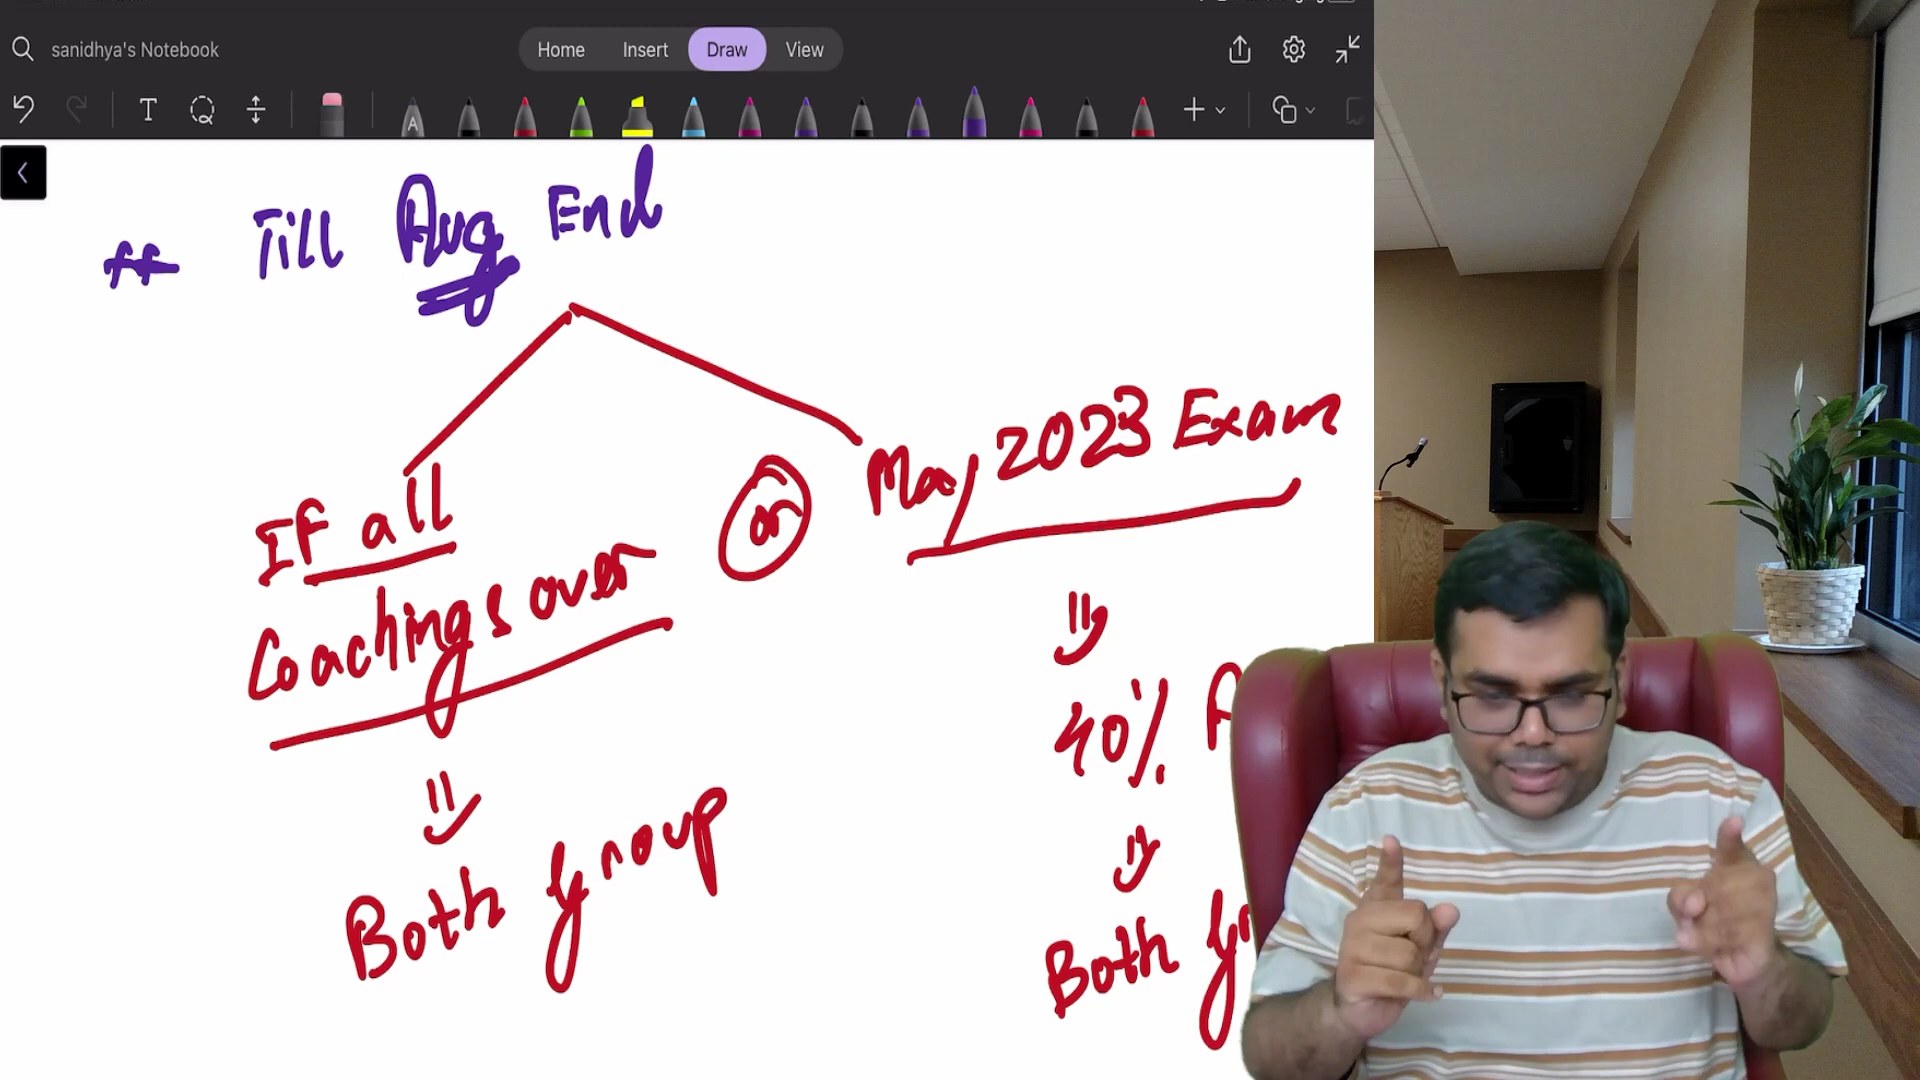 sanidhya's Notebook
Home Insert Draw View
T A
** Till Aug End
If all
Coachings over
or
May 2023 Exam
40%
Both Group
Both